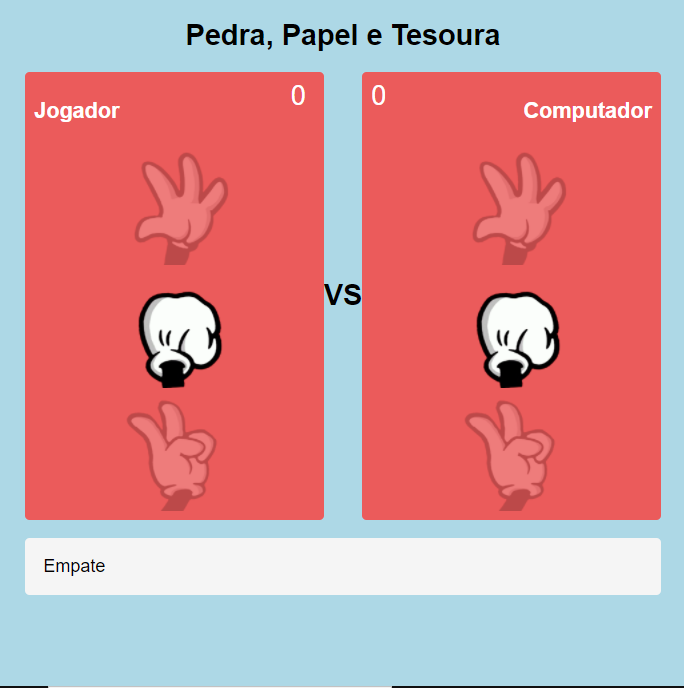 Pedra, Papel e Tesoura
Jogador
0
0
Computador
VS
Empate